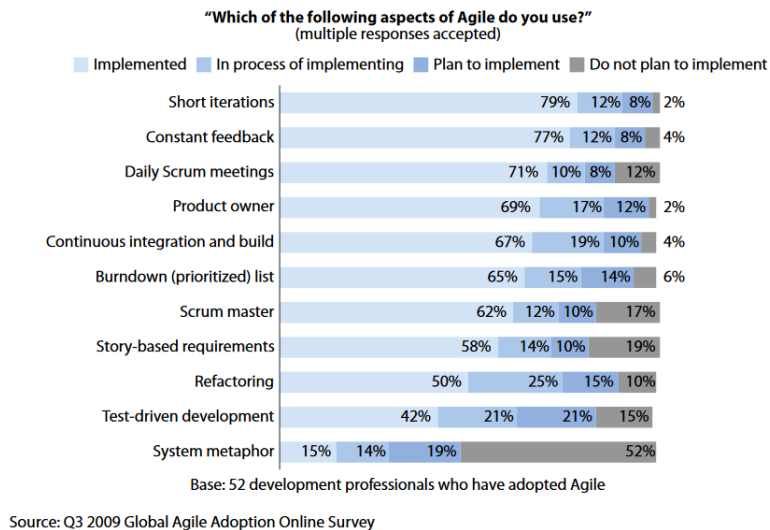 “Which of the following aspects of Agile do you use?”
(multiple responses accepted)
Implemented In process of implementing Plan to implement Do not plan to implement
Short iterations 79% 12% 8% 2%
Constant feedback 77% 12% 8% 4%
Daily Scrum meetings 71% 10% 8% 12%
Product owner 69% 17% 12% 2%
Continuous integration and build 67% 19% 10% 4%
Burndown (prioritized) list 65% 15% 14% 6%
Scrum master 62% 12% 10% 17%
Story-based requirements 58% 14% 10% 19%
Refactoring 50% 25% 15% 10%
Test-driven development 42% 21% 21% 15%
System metaphor 15% 14% 19% 52%
Base: 52 development professionals who have adopted Agile
Source: Q3 2009 Global Agile Adoption Online Survey